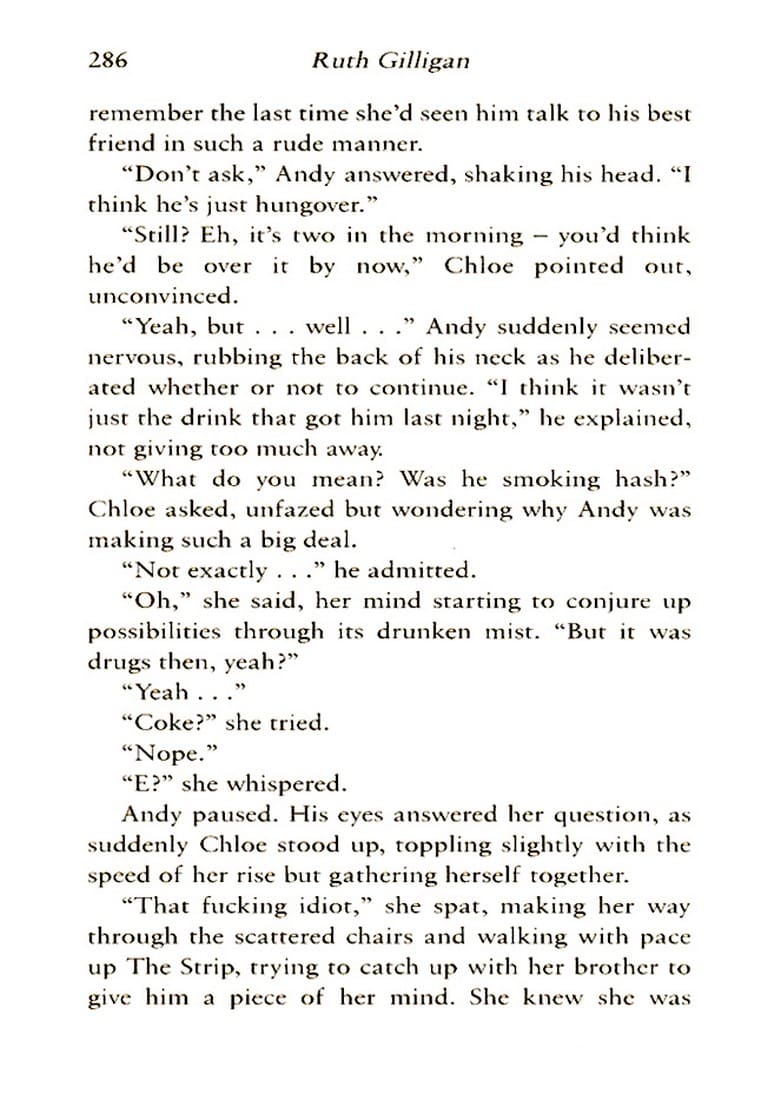 286 Ruth Gilligan
remember the last time she’d seen him talk to his best
friend in such a rude manner.
“Don’t ask,” Andy answered, shaking his head. “I
think he’s just hungover.”
“Still? Eh, it’s two in the morning – you’d think
he’d be over it by now,” Chloe pointed out,
unconvinced.
“Yeah, but . . . well . . .” Andy suddenly seemed
nervous, rubbing the back of his neck as he deliber-
ated whether or not to continue. “I think it wasn’t
just the drink that got him last night,” he explained,
not giving too much away.
“What do you mean? Was he smoking hash?”
Chloe asked, unfazed but wondering why Andy was
making such a big deal.
“Not exactly . . .” he admitted.
“Oh,” she said, her mind starting to conjure up
possibilities through its drunken mist. “But it was
drugs then, yeah?”
“Yeah . . .”
“Coke?” she tried.
“Nope.”
“E?” she whispered.
Andy paused. His eyes answered her question, as
suddenly Chloe stood up, toppling slightly with the
speed of her rise but gathering herself together.
“That fucking idiot,” she spat, making her way
through the scattered chairs and walking with pace
up The Strip, trying to catch up with her brother to
give him a piece of her mind. She knew she was